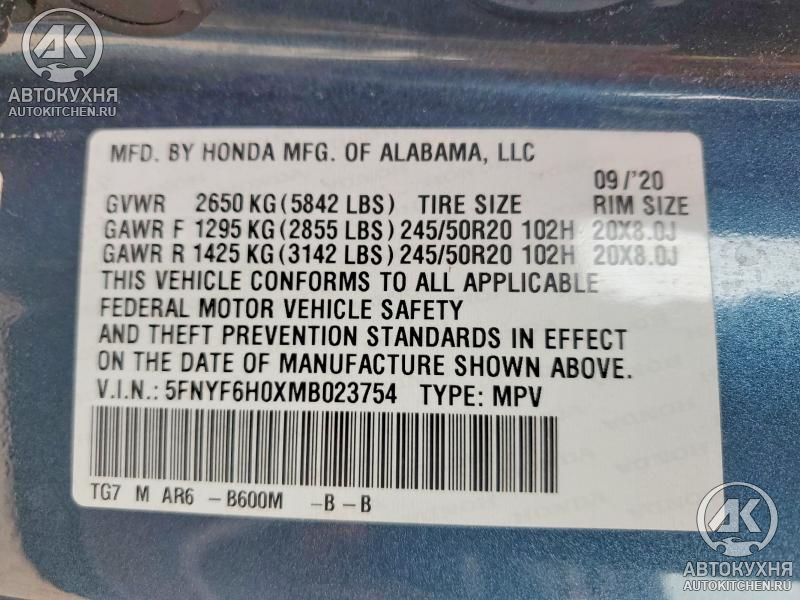 AK
АВТОКУХНЯ
AUTOKITCHEN.RU
MFD. BY HONDA MFG. OF ALABAMA, LLC
09/'20
GVWR 2650 KG (5842 LBS) TIRE SIZE RIM SIZE
GAWR F 1295 KG (2855 LBS) 245/50R20 102H 20X8.0J
GAWR R 1425 KG (3142 LBS) 245/50R20 102H 20X8.0J
THIS VEHICLE CONFORMS TO ALL APPLICABLE
FEDERAL MOTOR VEHICLE SAFETY
AND THEFT PREVENTION STANDARDS IN EFFECT
ON THE DATE OF MANUFACTURE SHOWN ABOVE.
V.I.N.: 5FNYF6H0XMB023754 TYPE: MPV
TG7 M AR6 -B600M -B-B
AK
АВТОКУХНЯ
AUTOKITCHEN.RU